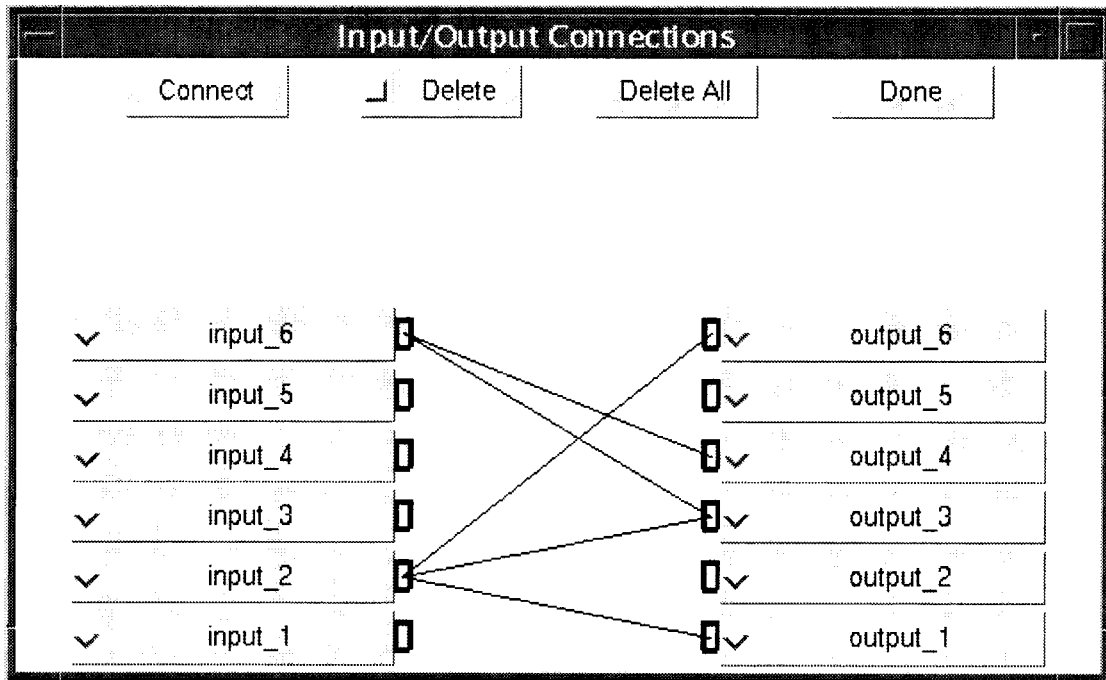 Input/Output Connections
Connect Delete Delete All Done
input_6 output_6
input_5 output_5
input_4 output_4
input_3 output_3
input_2 output_2
input_1 output_1